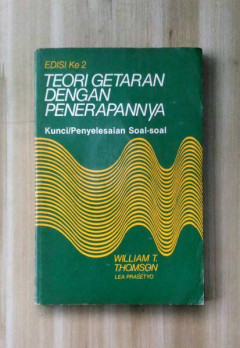 EDISI Ke 2
TEORI GETARAN
DENGAN
PENERAPANNYA
Kunci/Penyelesaian Soal-soal
WILLIAM T.
THOMSON
LEA PRASETYO